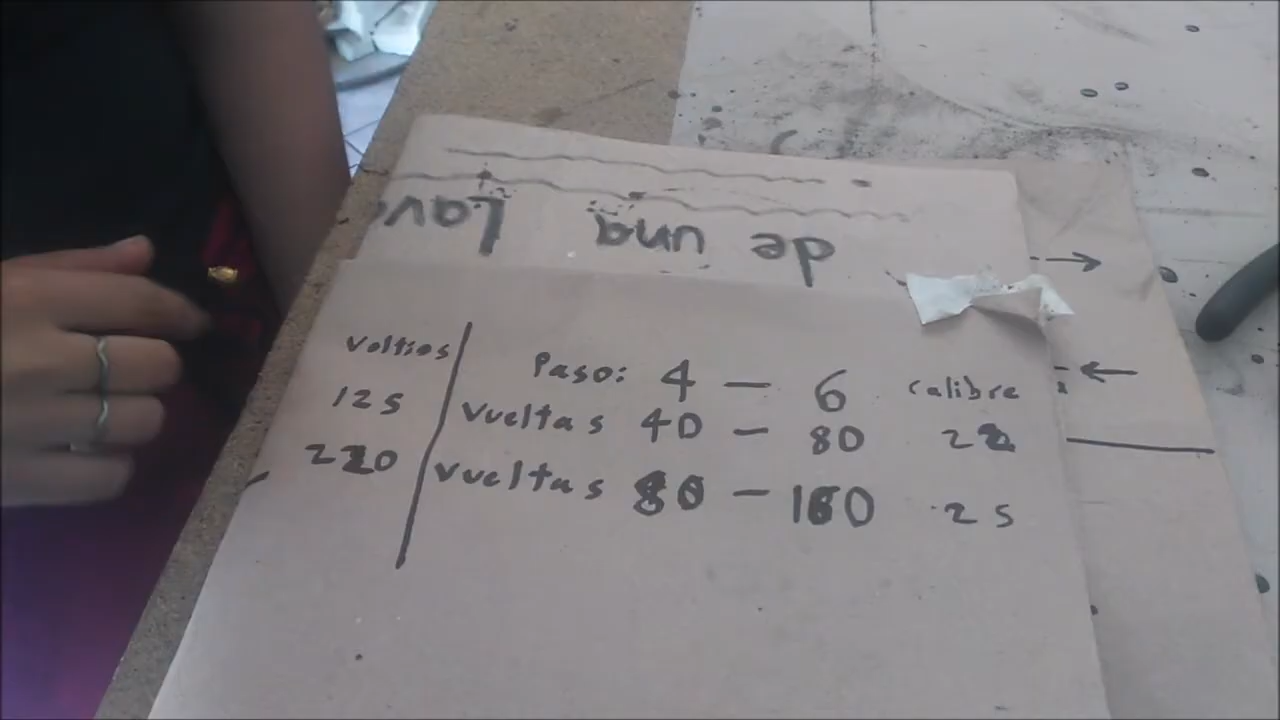 de una Lav
Voltios Paso: 4 — 6 Calibre
125 Vueltas 40 — 80 22
220 Vueltas 80 — 160 25